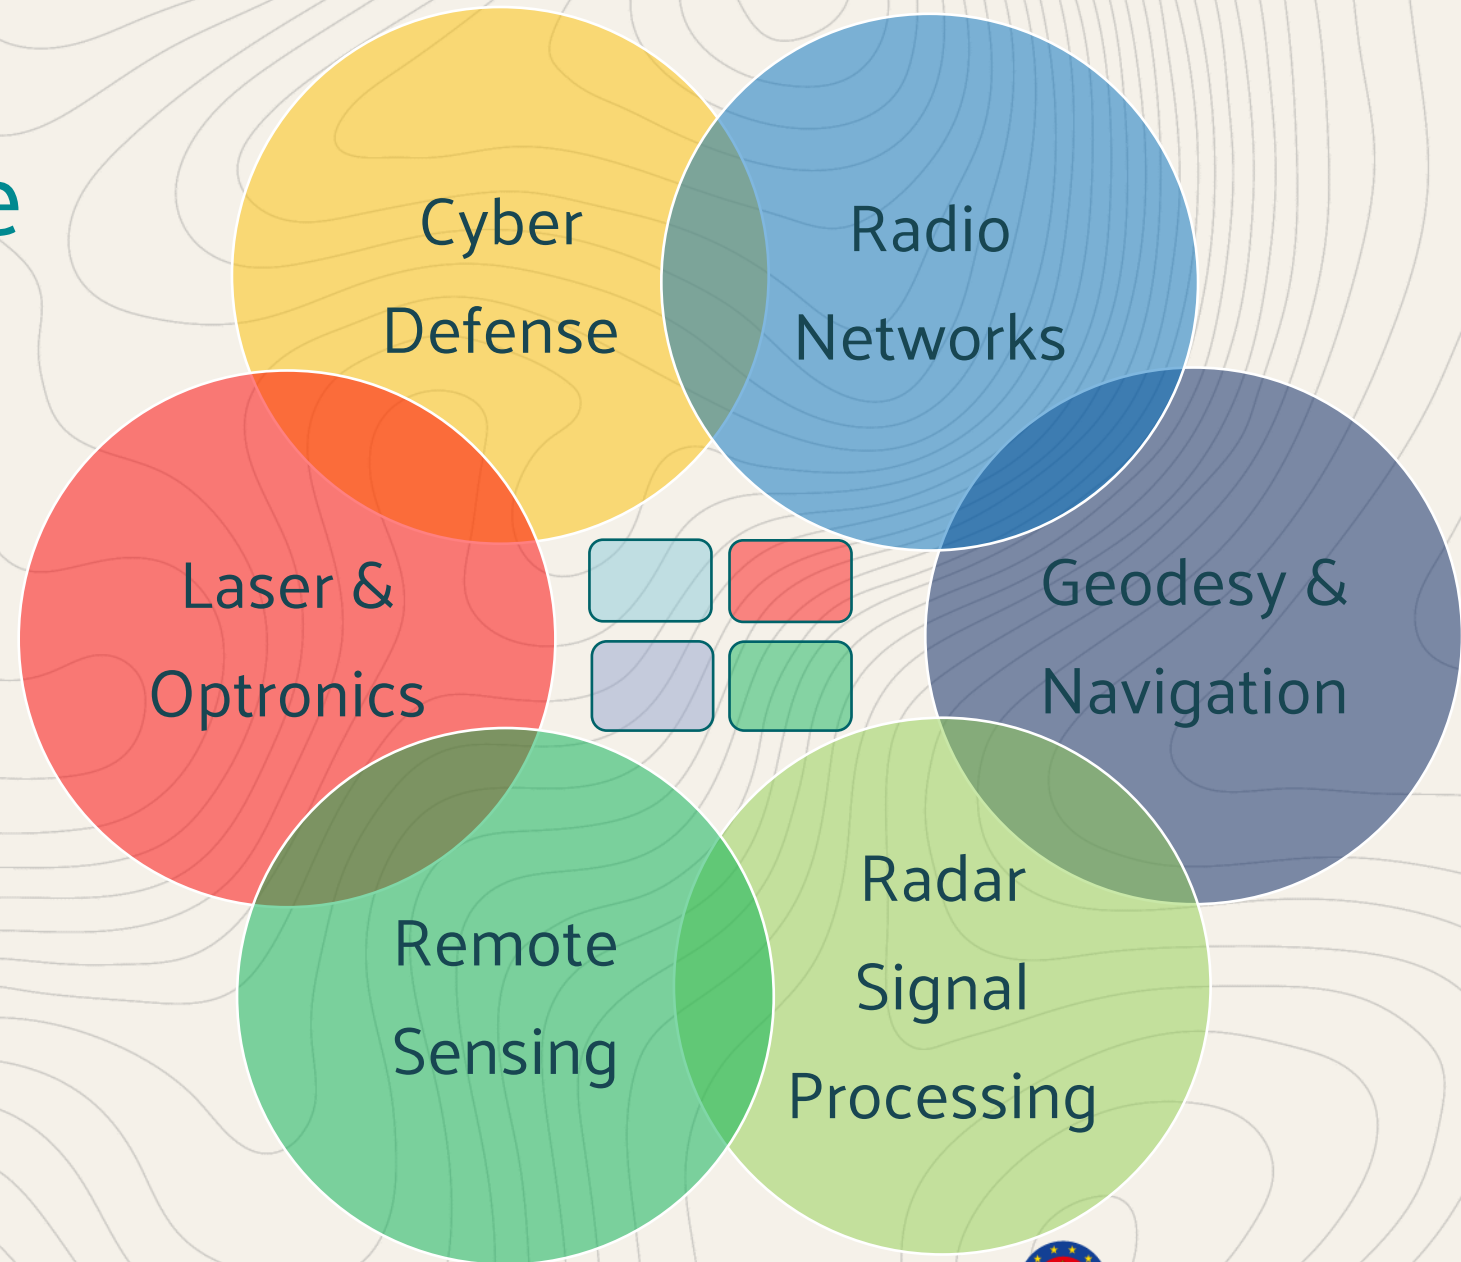 e
Cyber
Defense
Radio
Networks
Laser &
Optronics
Geodesy &
Navigation
Remote
Sensing
Radar
Signal
Processing